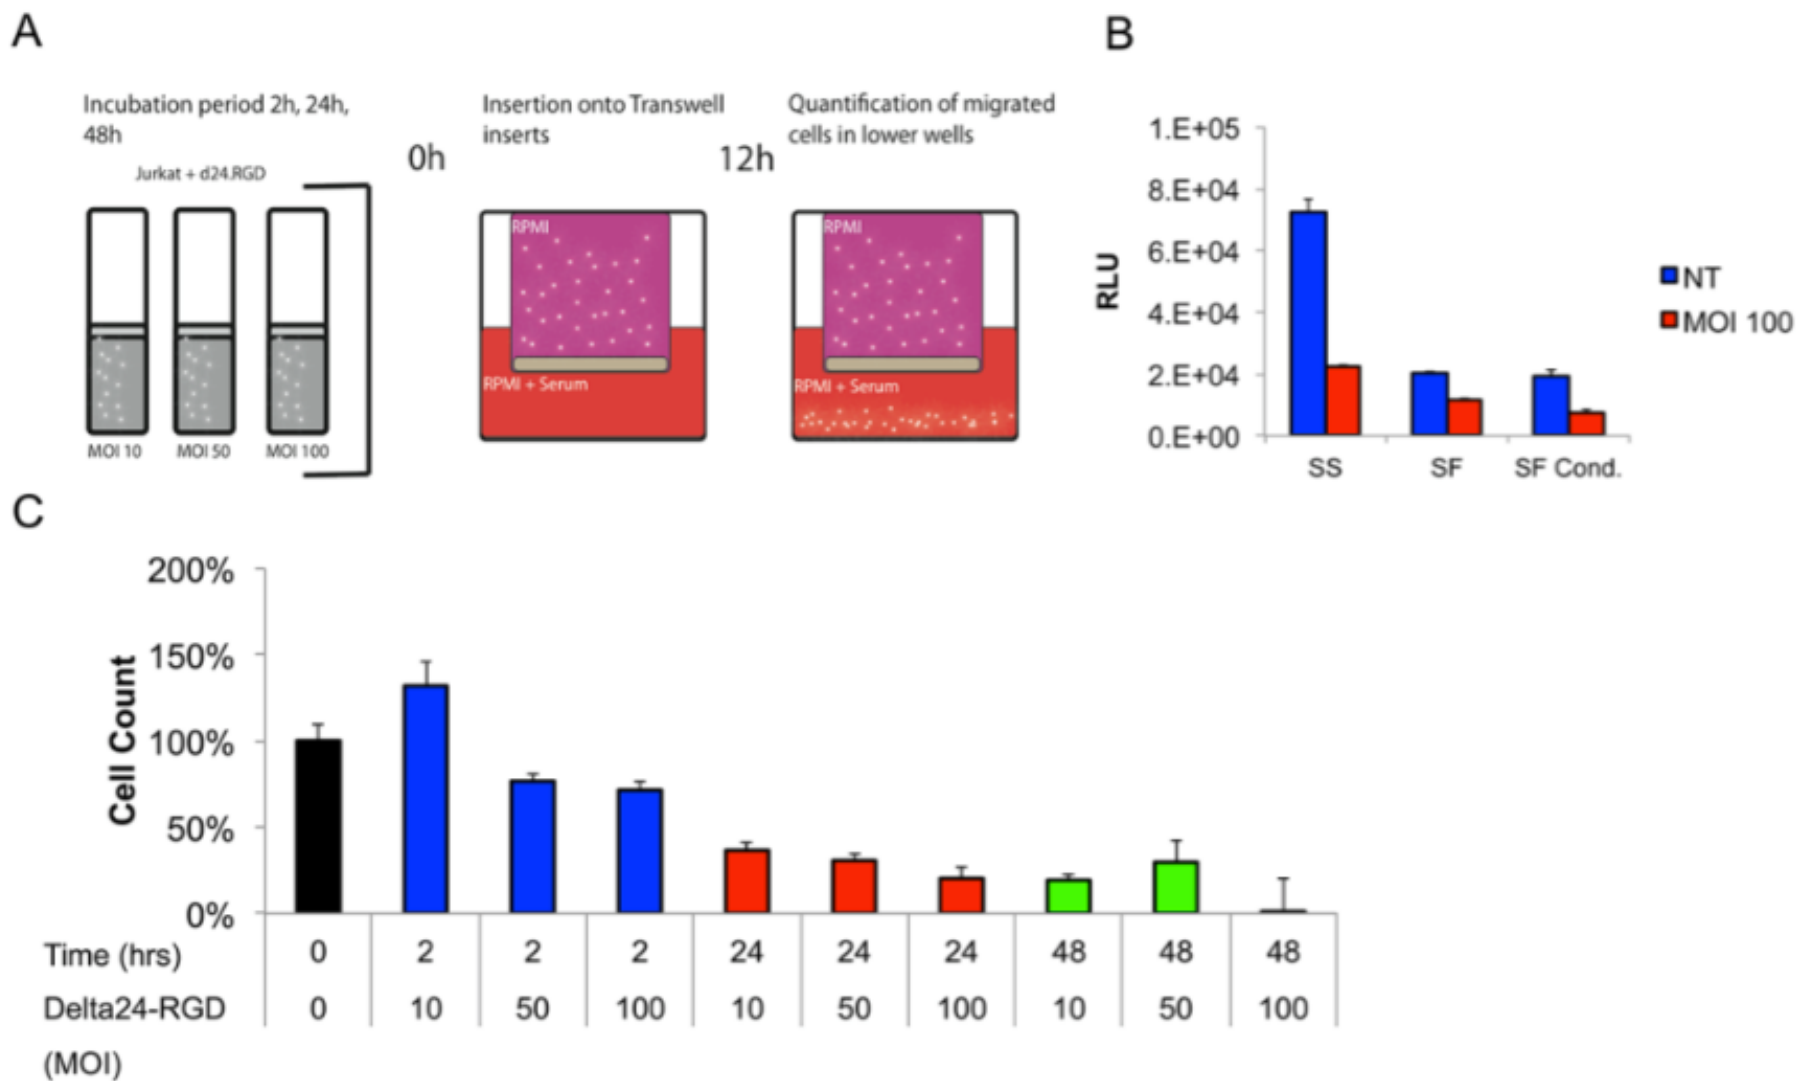 A
Incubation period 2h, 24h,
48h
Jurkat + d24.RGD
MOI 10
MOI 50
MOI 100
0h
Insertion onto Transwell
inserts
RPMI
RPMI + Serum
12h
Quantification of migrated
cells in lower wells
RPMI
RPMI + Serum
B
RLU
1.E+05
8.E+04
6.E+04
4.E+04
2.E+04
0.E+00
SS
SF
SF Cond.
NT
MOI 100
C
Cell Count
200%
150%
100%
50%
0%
Time (hrs) 0 2 2 2 24 24 24 48 48 48
Delta24-RGD 0 10 50 100 10 50 100 10 50 100
(MOI)